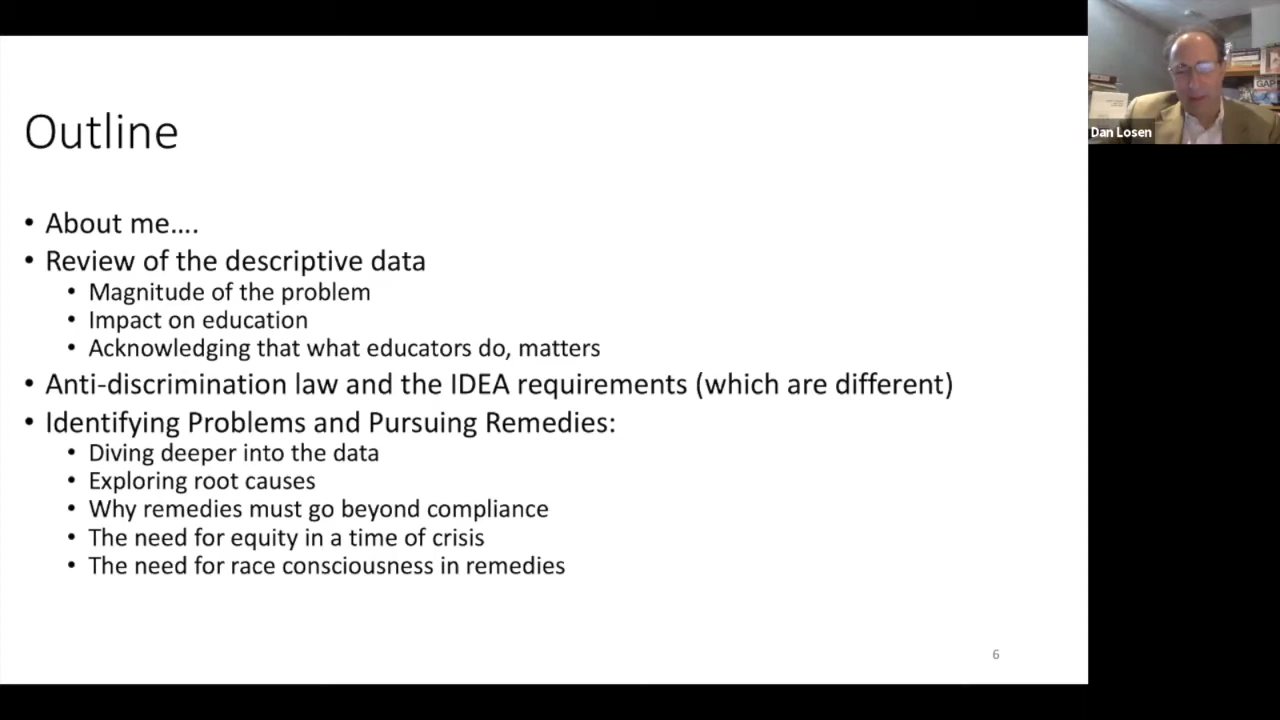 Outline
• About me….
• Review of the descriptive data
• Magnitude of the problem
• Impact on education
• Acknowledging that what educators do, matters
• Anti-discrimination law and the IDEA requirements (which are different)
• Identifying Problems and Pursuing Remedies:
• Diving deeper into the data
• Exploring root causes
• Why remedies must go beyond compliance
• The need for equity in a time of crisis
• The need for race consciousness in remedies
6
GAP
Dan Losen